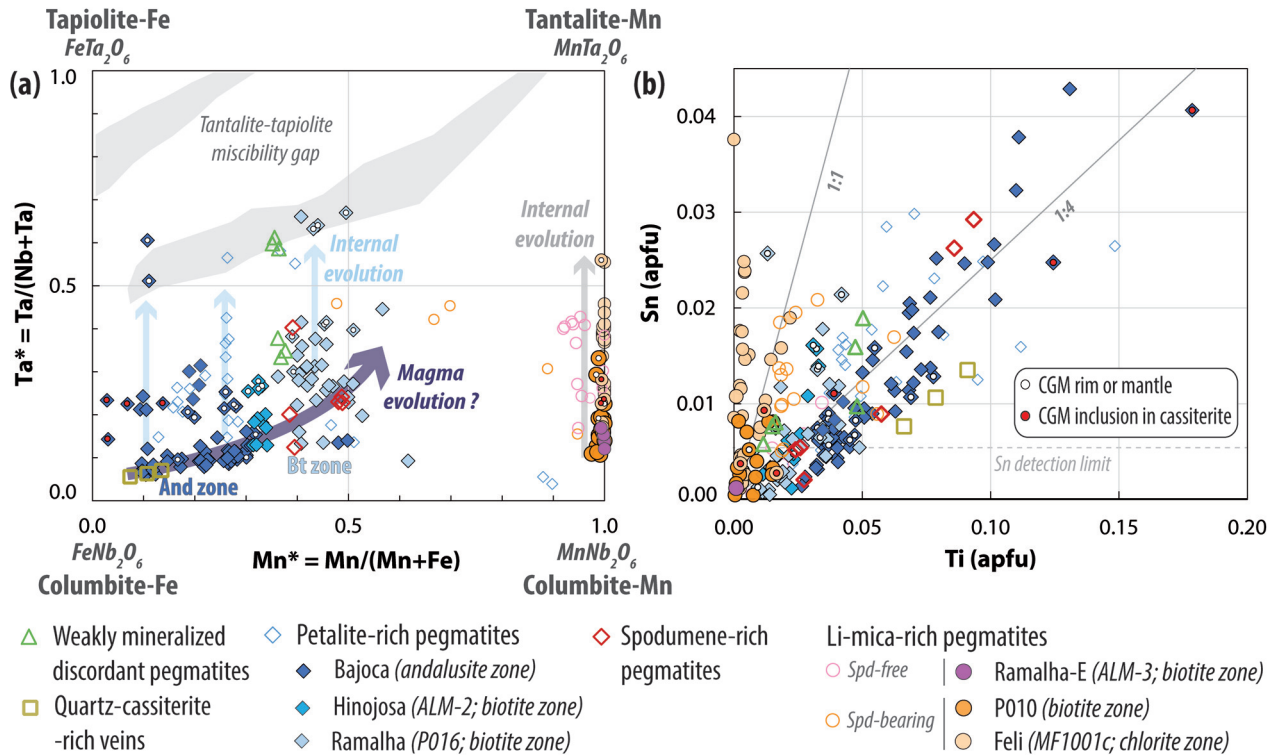 Tapiolite-Fe
FeTa₂O₆
Tantalite-Mn
MnTa₂O₆
(a)
1.0
0.5
0.0
Ta* = Ta/(Nb+Ta)
Tantalite-tapiolite
miscibility gap
Internal
evolution
Internal
evolution
Magma
evolution ?
Bt zone
And zone
0.0
0.5
1.0
FeNb₂O₆
Columbite-Fe
Mn* = Mn/(Mn+Fe)
MnNb₂O₆
Columbite-Mn
(b)
0.04
0.03
0.02
0.01
0.00
Sn (apfu)
1:1
1:4
CGM rim or mantle
CGM inclusion in cassiterite
Sn detection limit
0.00
0.05
0.10
0.15
0.20
Ti (apfu)
Weakly mineralized
discordant pegmatites
Quartz-cassiterite
-rich veins
Petalite-rich pegmatites
Bajoca (andalusite zone)
Hinojosa (ALM-2; biotite zone)
Ramalha (P016; biotite zone)
Spodumene-rich
pegmatites
Li-mica-rich pegmatites
Spd-free
Ramalha-E (ALM-3; biotite zone)
Spd-bearing
P010 (biotite zone)
Feli (MF1001c; chlorite zone)